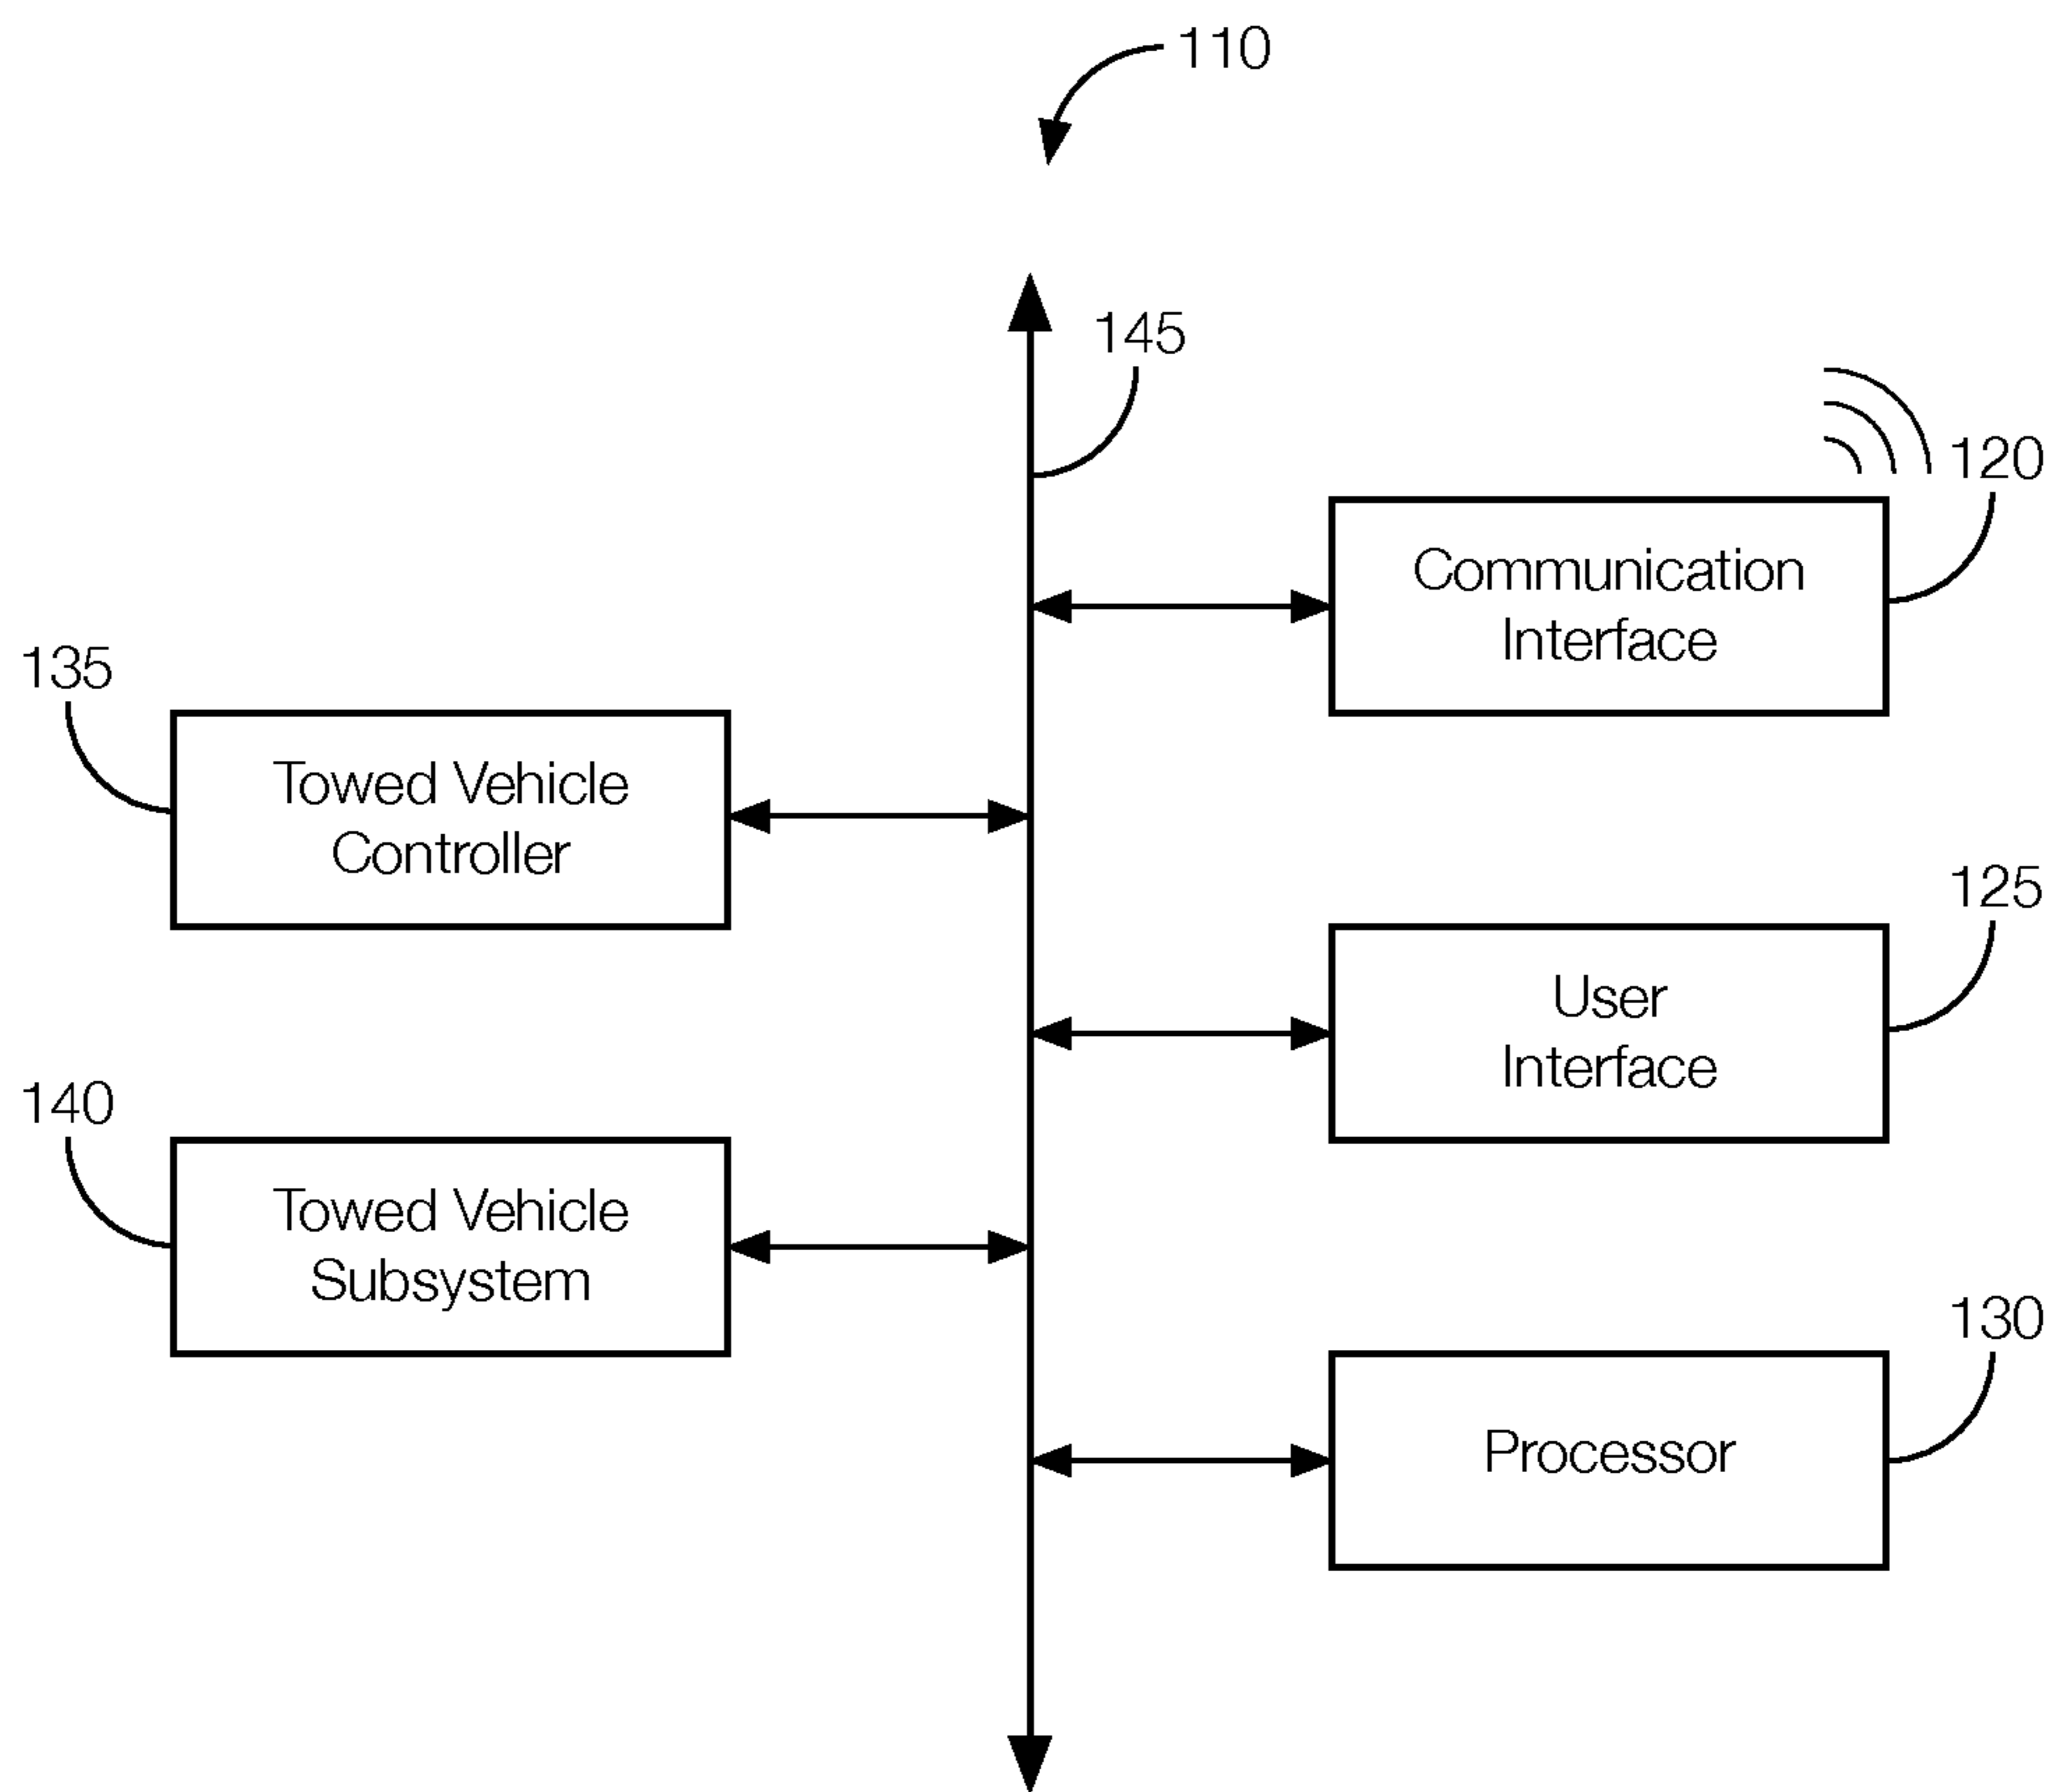 110
145
120
Communication
Interface
135
Towed Vehicle
Controller
125
User
Interface
140
Towed Vehicle
Subsystem
130
Processor